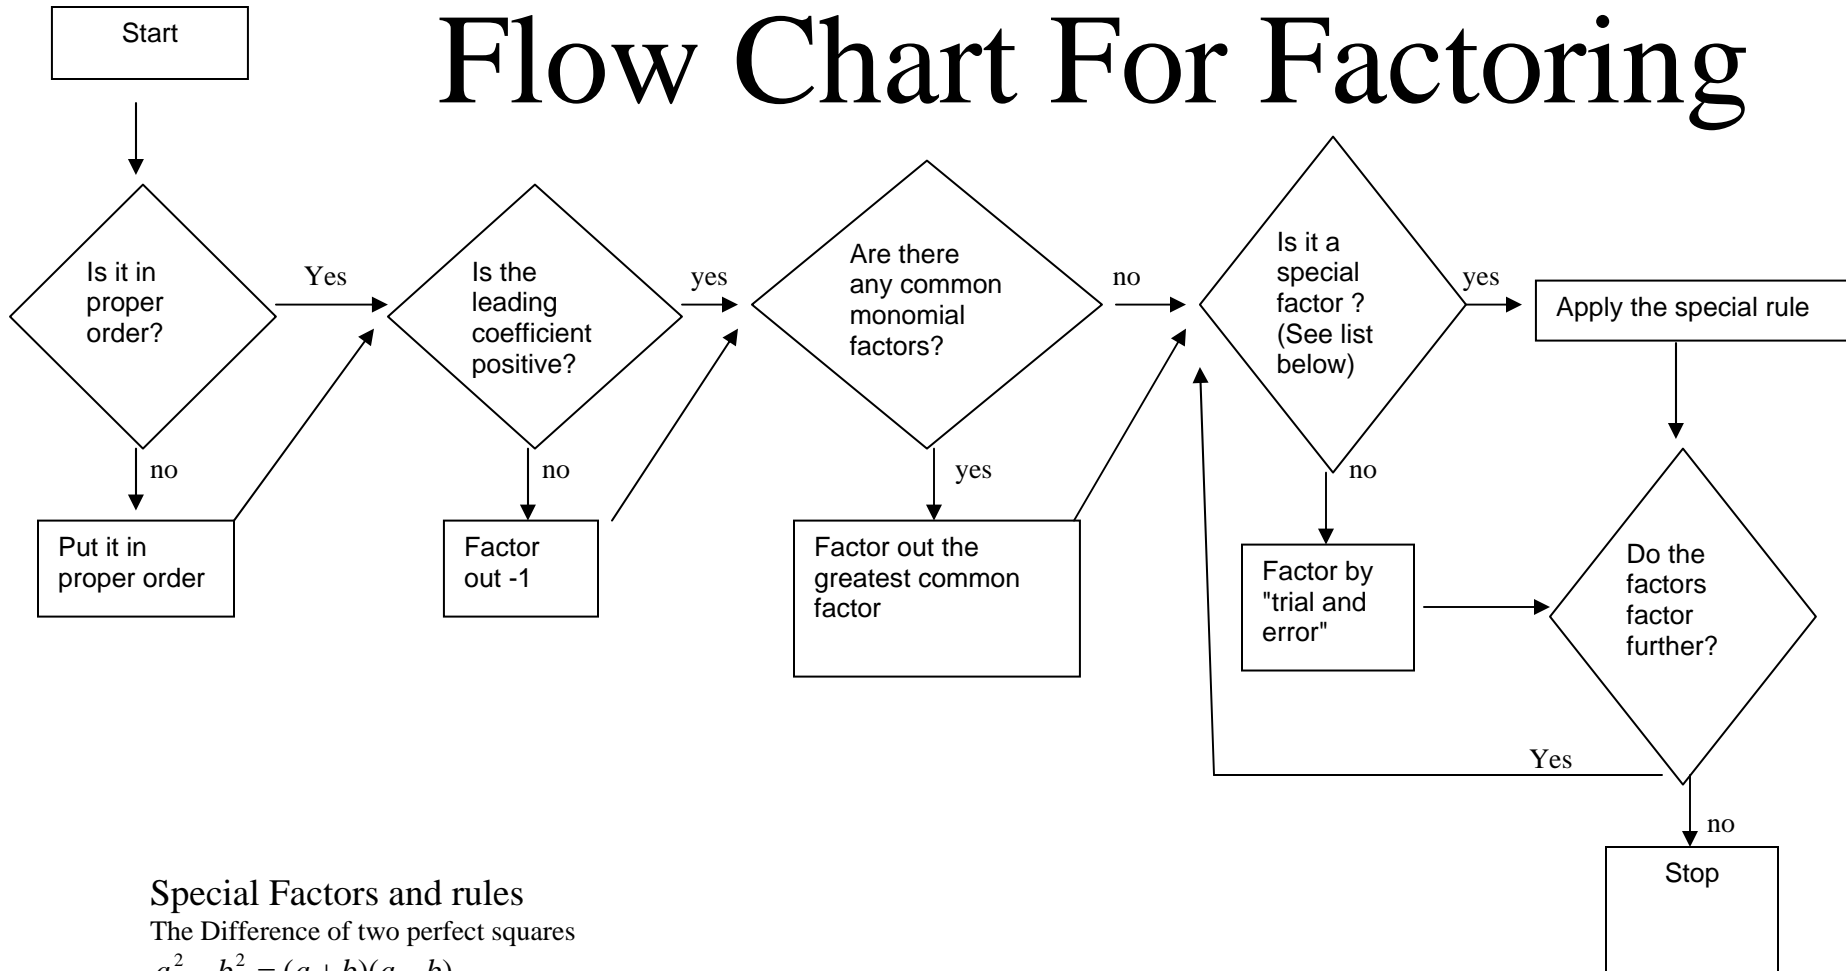 Start
Flow Chart For Factoring
Is it in
proper
order?
Yes
no
Put it in
proper order
Is the
leading
coefficient
positive?
yes
no
Factor
out -1
Are there
any common
monomial
factors?
no
yes
Factor out the
greatest common
factor
Is it a
special
factor ?
(See list
below)
yes
no
Apply the special rule
Factor by
"trial and
error"
Do the
factors
factor
further?
Yes
no
Stop
Special Factors and rules
The Difference of two perfect squares
a² - b² = (a + b)(a - b)